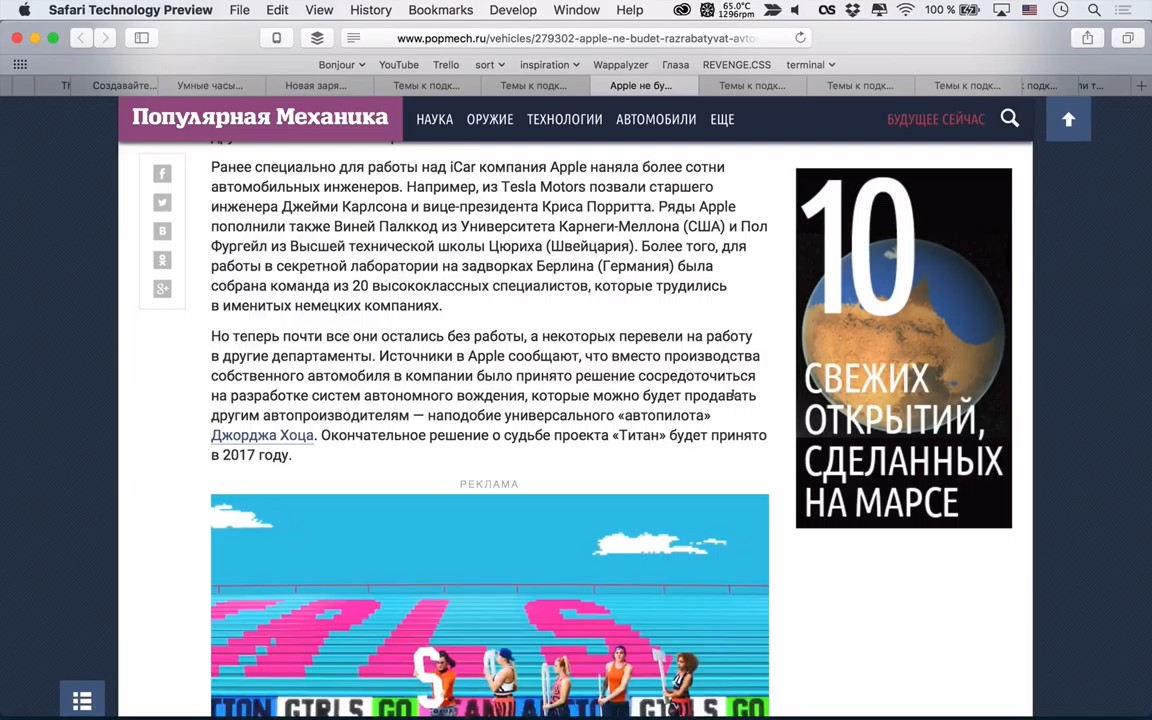 Safari Technology Preview File Edit View History Bookmarks Develop Window Help 65.0°C 1296rpm 100 %
www.popmech.ru/vehicles/279302-apple-ne-budet-razrabatyvat-avto
Bonjour YouTube Trello sort inspiration Wappalyzer Глаза REVENGE.CSS terminal
Th Создавайте... Умные часы... Новая заря... Темы к подк... Темы к подк... Apple не бу... Темы к подк... Темы к подк... Темы к подк...
Популярная Механика НАУКА ОРУЖИЕ ТЕХНОЛОГИИ АВТОМОБИЛИ ЕЩЕ БУДУЩЕЕ СЕЙЧАС
Ранее специально для работы над iCar компания Apple наняла более сотни
автомобильных инженеров. Например, из Tesla Motors позвали старшего
инженера Джейми Карлсона и вице-президента Криса Порритта. Ряды Apple
пополнили также Виней Палккод из Университета Карнеги-Меллона (США) и Пол
Фургейл из Высшей технической школы Цюриха (Швейцария). Более того, для
работы в секретной лаборатории на задворках Берлина (Германия) была
собрана команда из 20 высококлассных специалистов, которые трудились
в именитых немецких компаниях.
Но теперь почти все они остались без работы, а некоторых перевели на работу
в другие департаменты. Источники в Apple сообщают, что вместо производства
собственного автомобиля в компании было принято решение сосредоточиться
на разработке систем автономного вождения, которые можно будет продавать
другим автопроизводителям — наподобие универсального «автопилота»
Джорджа Хоца. Окончательное решение о судьбе проекта «Титан» будет принято
в 2017 году.
РЕКЛАМА
10
СВЕЖИХ
ОТКРЫТИЙ,
СДЕЛАННЫХ
НА МАРСЕ
S
GIRLS GO